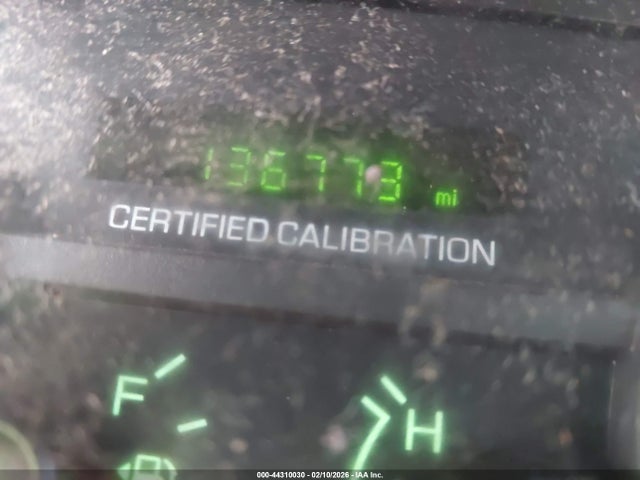 136773 mi
CERTIFIED CALIBRATION
F
H
000-44310030 - 02/10/2026 - IAA Inc.